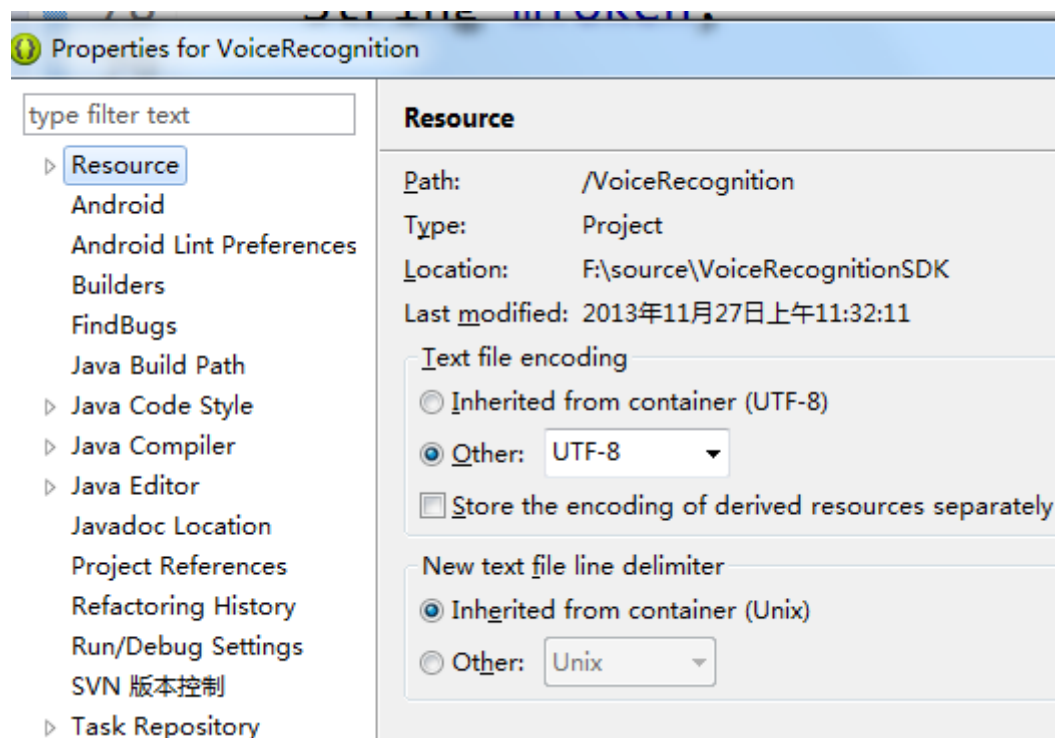 String mToken;
Properties for VoiceRecognition
type filter text
Resource
Android
Android Lint Preferences
Builders
FindBugs
Java Build Path
Java Code Style
Java Compiler
Java Editor
Javadoc Location
Project References
Refactoring History
Run/Debug Settings
SVN 版本控制
Task Repository
Resource
Path: /VoiceRecognition
Type: Project
Location: F:\source\VoiceRecognitionSDK
Last modified: 2013年11月27日上午11:32:11
Text file encoding
Inherited from container (UTF-8)
Other: UTF-8
Store the encoding of derived resources separately
New text file line delimiter
Inherited from container (Unix)
Other: Unix